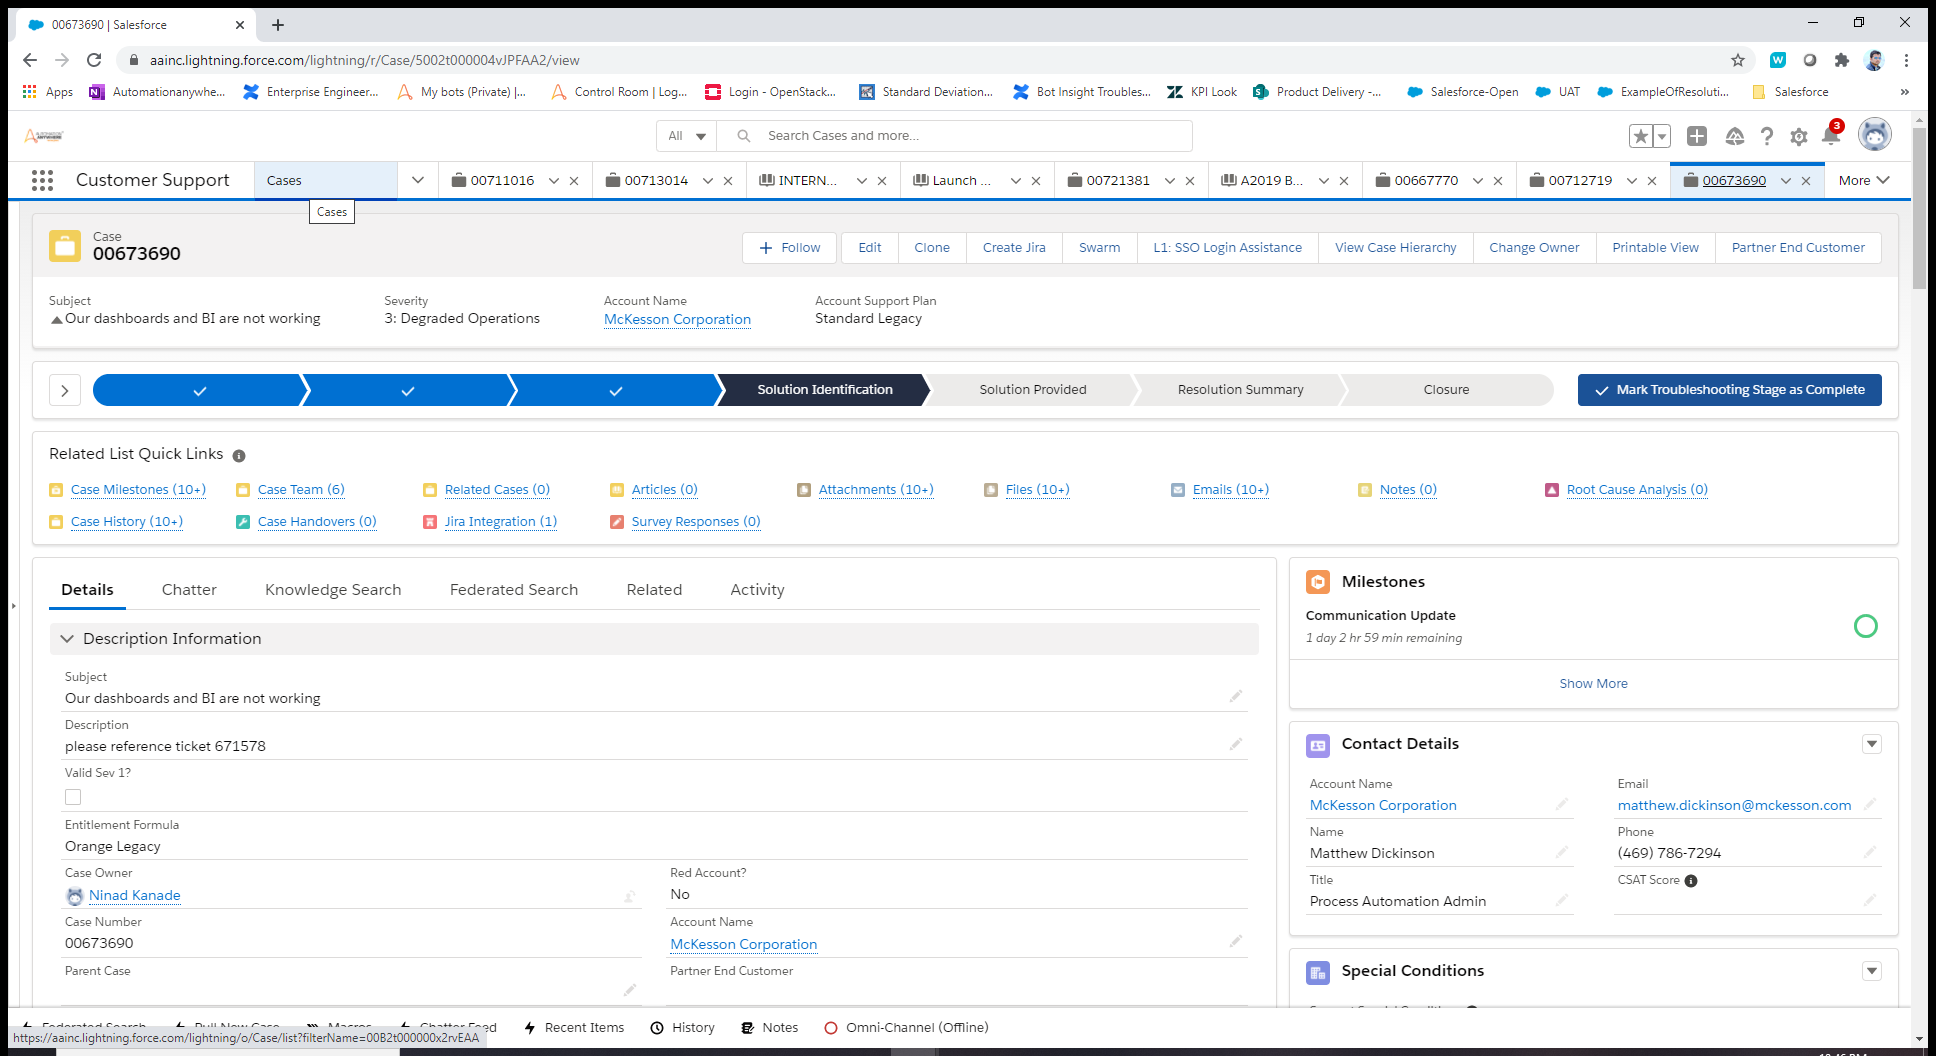 00673690 | Salesforce
aainc.lightning.force.com/lightning/r/Case/5002t000004vJPFAA2/view
Apps Automationanywhe... Enterprise Engineer... My bots (Private) |... Control Room | Log... Login - OpenStack... Standard Deviation... Bot Insight Troubles... KPI Look Product Delivery -... Salesforce-Open UAT ExampleOfResoluti... Salesforce »
All Search Cases and more... 3
Customer Support Cases 00711016 00713014 INTERN... Launch ... 00721381 A2019 B... 00667770 00712719 00673690 More
Cases
Case
00673690
Follow Edit Clone Create Jira Swarm L1: SSO Login Assistance View Case Hierarchy Change Owner Printable View Partner End Customer
Subject Severity Account Name Account Support Plan
Our dashboards and BI are not working 3: Degraded Operations McKesson Corporation Standard Legacy
Solution Identification Solution Provided Resolution Summary Closure Mark Troubleshooting Stage as Complete
Related List Quick Links
Case Milestones (10+) Case Team (6) Related Cases (0) Articles (0) Attachments (10+) Files (10+) Emails (10+) Notes (0) Root Cause Analysis (0)
Case History (10+) Case Handovers (0) Jira Integration (1) Survey Responses (0)
Details Chatter Knowledge Search Federated Search Related Activity
Description Information
Subject
Our dashboards and BI are not working
Description
please reference ticket 671578
Valid Sev 1?
Entitlement Formula
Orange Legacy
Case Owner Red Account?
Ninad Kanade No
Case Number Account Name
00673690 McKesson Corporation
Parent Case Partner End Customer
Milestones
Communication Update
1 day 2 hr 59 min remaining
Show More
Contact Details
Account Name Email
McKesson Corporation matthew.dickinson@mckesson.com
Name Phone
Matthew Dickinson (469) 786-7294
Title CSAT Score
Process Automation Admin
Special Conditions
Federated Search Pull New Case Macros Chatter Feed Recent Items History Notes Omni-Channel (Offline)
https://aainc.lightning.force.com/lightning/o/Case/list?filterName=00B2t000000x2rvEAA